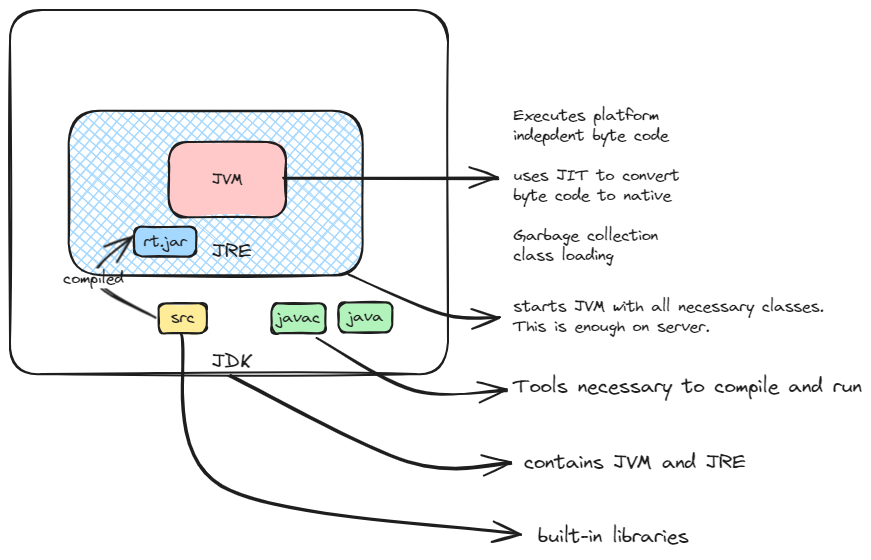 Executes platform
indepdent byte code
JVM
uses JIT to convert
byte code to native
rt.jar
JRE
Garbage collection
class loading
compiled
src
javac
java
starts JVM with all necessary classes.
This is enough on server.
JDK
Tools necessary to compile and run
contains JVM and JRE
built-in libraries